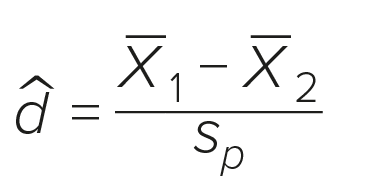 d̂ = (X̄₁ − X̄₂) / sₚ